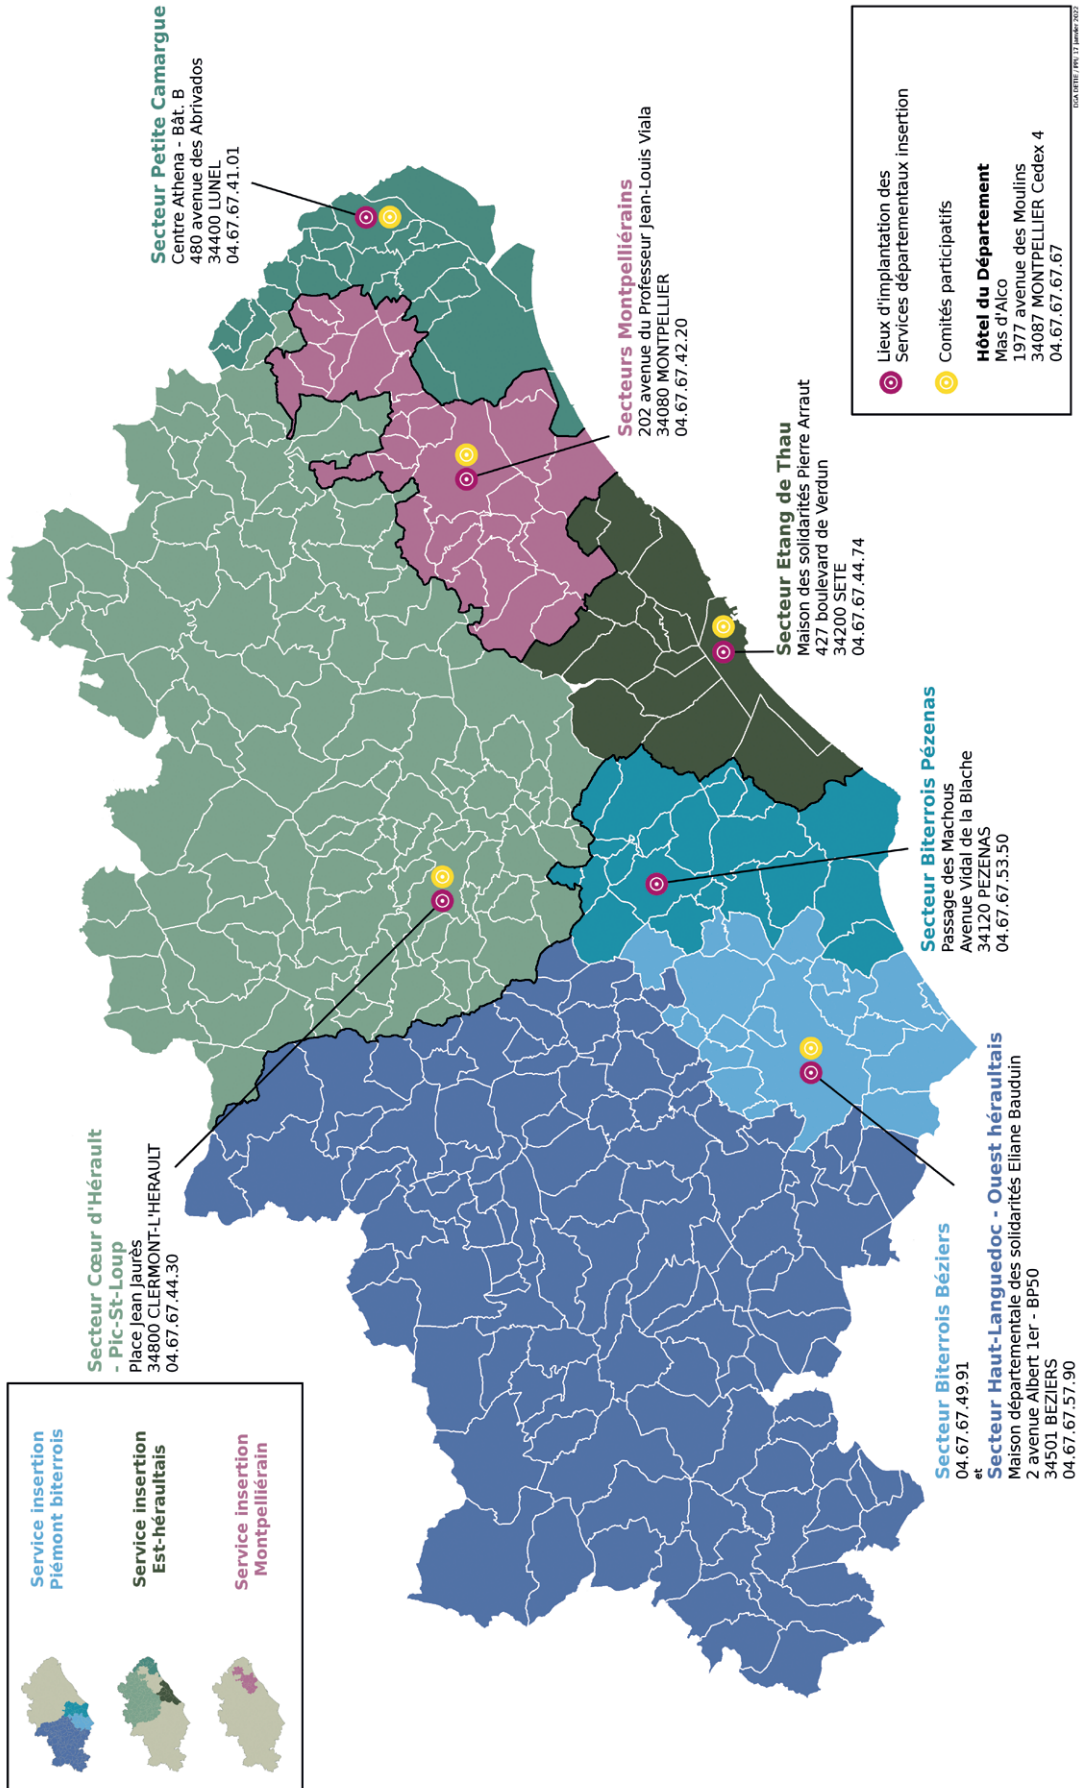 Service insertion
Piémont biterrois
Service insertion
Est-héraultais
Service insertion
Montpelliérain
Secteur Cœur d'Hérault
- Pic-St-Loup
Place Jean Jaurès
34800 CLERMONT-L'HERAULT
04.67.67.44.30
Secteur Petite Camargue
Centre Athena - Bât. B
480 avenue des Abrivados
34400 LUNEL
04.67.67.41.01
Secteurs Montpelliérains
202 avenue du Professeur Jean-Louis Viala
34080 MONTPELLIER
04.67.67.42.20
Secteur Etang de Thau
Maison des solidarités Pierre Arraut
427 boulevard de Verdun
34200 SETE
04.67.67.44.74
Secteur Biterrois Pézenas
Passage des Machous
Avenue Vidal de la Blache
34120 PEZENAS
04.67.67.53.50
Secteur Biterrois Béziers
04.67.67.49.91
et
Secteur Haut-Languedoc - Ouest héraultais
Maison départementale des solidarités Eliane Bauduin
2 avenue Albert 1er - BP50
34501 BEZIERS
04.67.67.57.90
Lieux d'implantation des
Services départementaux insertion
Comités participatifs
Hôtel du Département
Mas d'Alco
1977 avenue des Moulins
34087 MONTPELLIER Cedex 4
04.67.67.67.67
17 janvier 2022